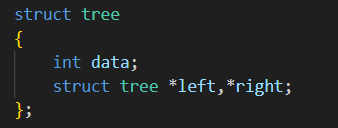 struct tree
{
    int data;
    struct tree *left,*right;
};